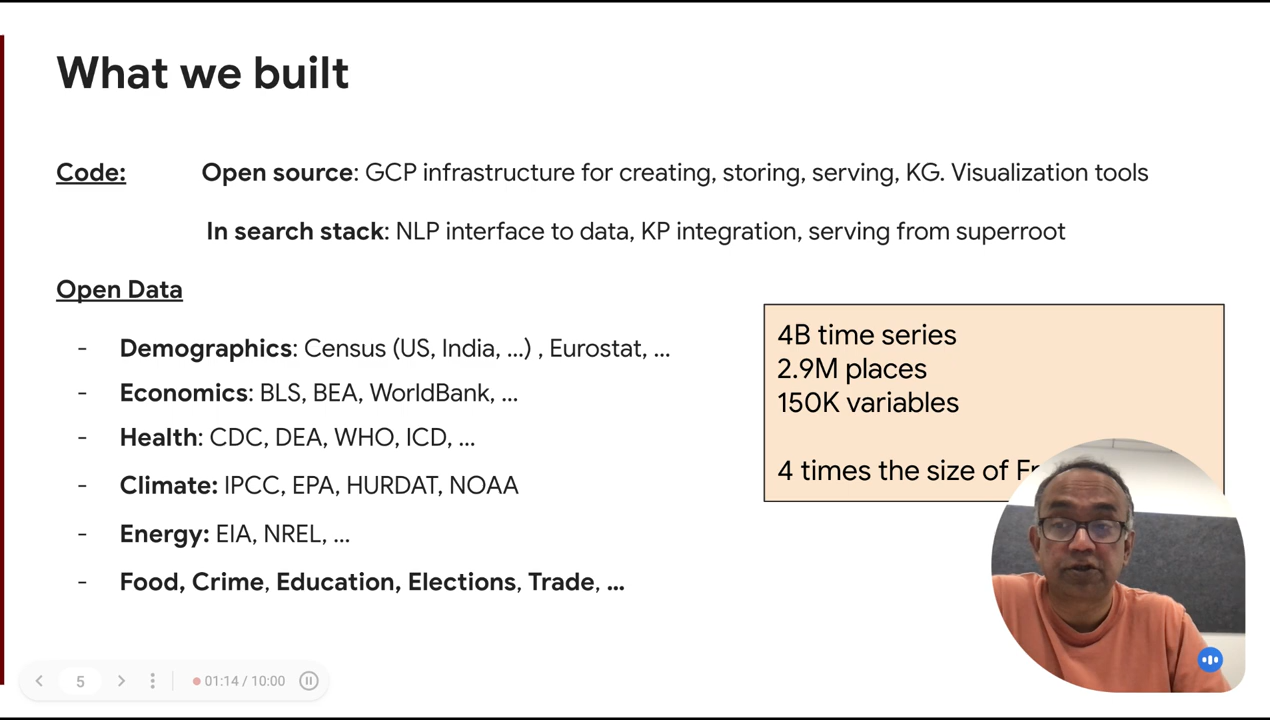 What we built
Code: Open source: GCP infrastructure for creating, storing, serving, KG. Visualization tools
In search stack: NLP interface to data, KP integration, serving from superroot
Open Data
- Demographics: Census (US, India, ...) , Eurostat, ...
- Economics: BLS, BEA, WorldBank, ...
- Health: CDC, DEA, WHO, ICD, ...
- Climate: IPCC, EPA, HURDAT, NOAA
- Energy: EIA, NREL, ...
- Food, Crime, Education, Elections, Trade, ...
4B time series
2.9M places
150K variables
4 times the size of
5
01:14 / 10:00